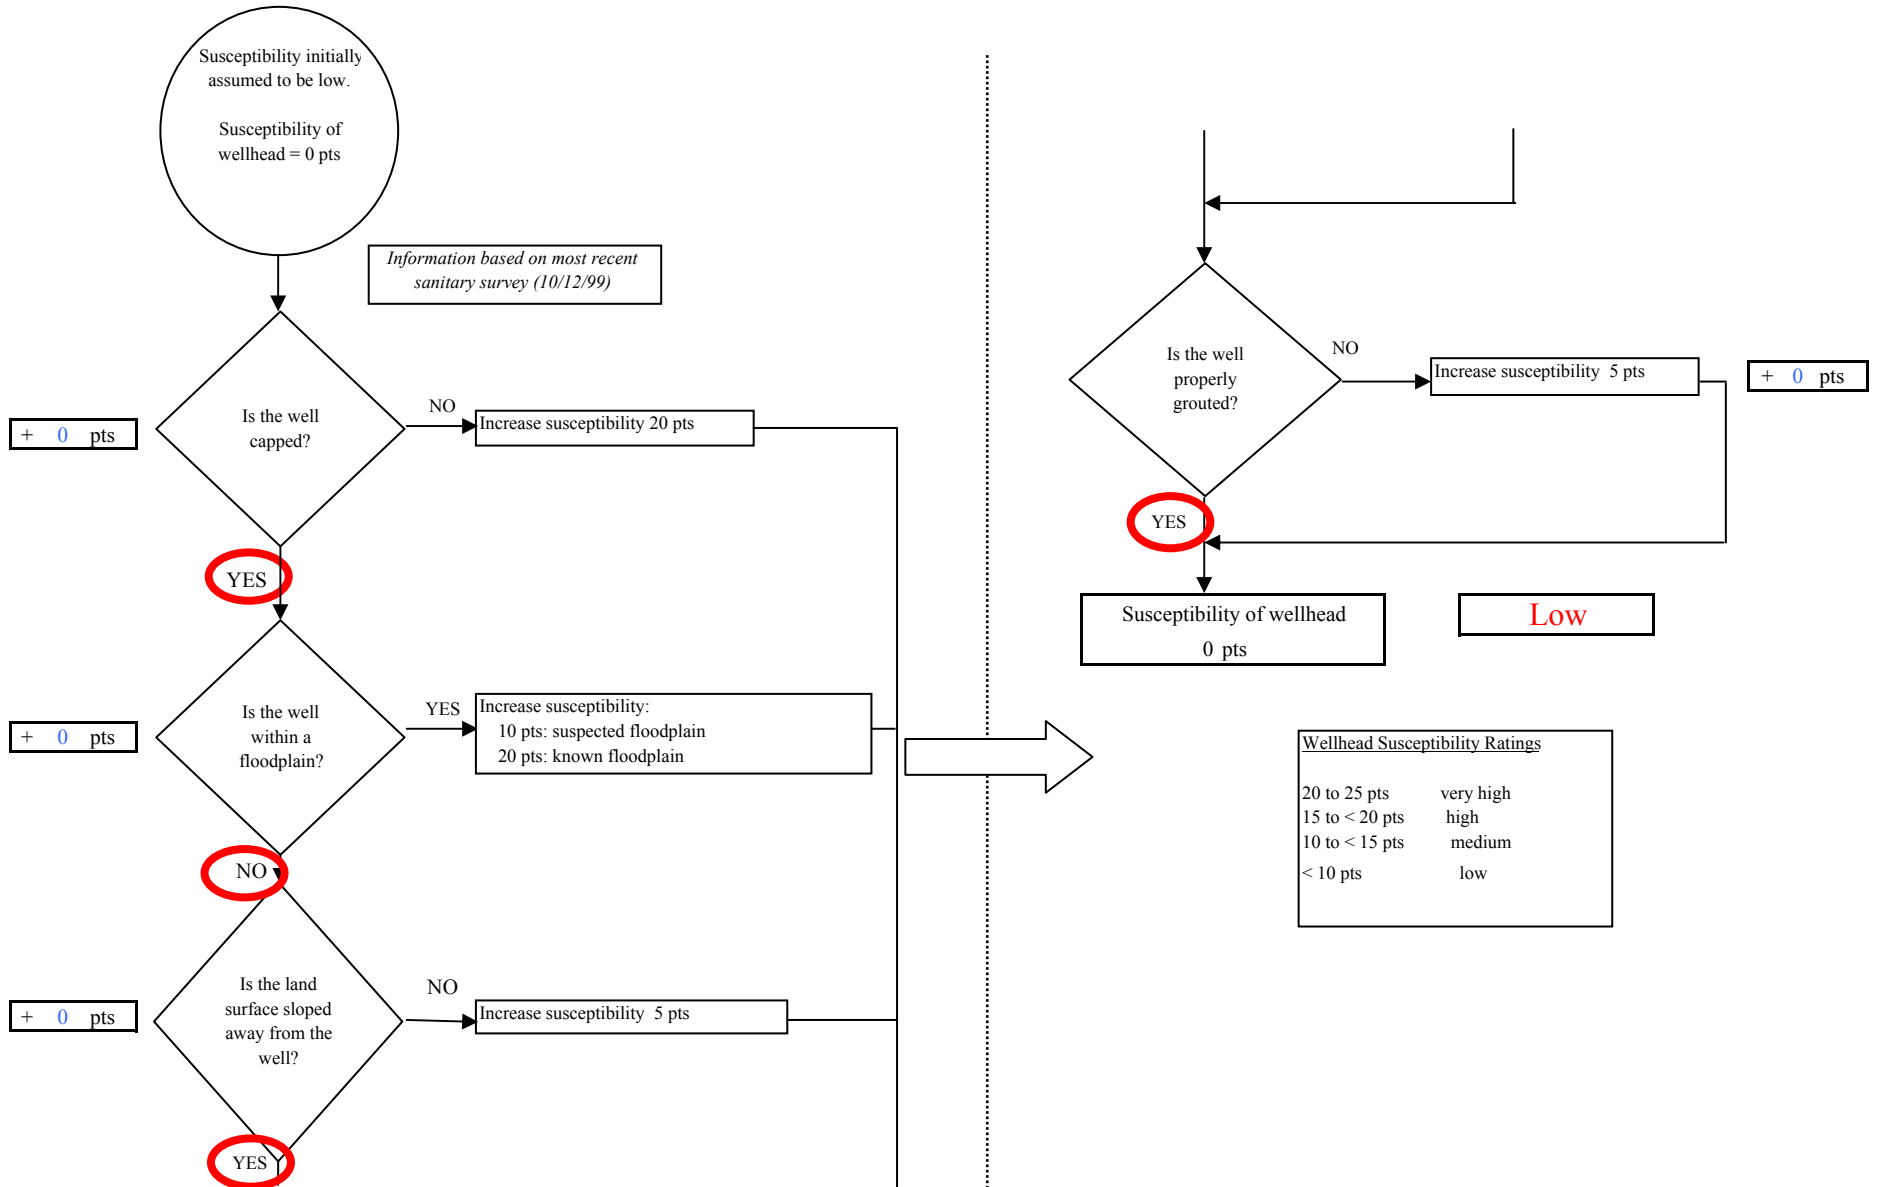 Susceptibility initially
assumed to be low.
Susceptibility of
wellhead = 0 pts
Information based on most recent
sanitary survey (10/12/99)
Is the well
capped?
NO
Increase susceptibility 20 pts
+ 0 pts
YES
Is the well
within a
floodplain?
YES
Increase susceptibility:
10 pts: suspected floodplain
20 pts: known floodplain
+ 0 pts
NO
Is the land
surface sloped
away from the
well?
NO
Increase susceptibility 5 pts
+ 0 pts
YES
Is the well
properly
grouted?
NO
Increase susceptibility 5 pts
+ 0 pts
YES
Susceptibility of wellhead
0 pts
Low
Wellhead Susceptibility Ratings
20 to 25 pts very high
15 to < 20 pts high
10 to < 15 pts medium
< 10 pts low